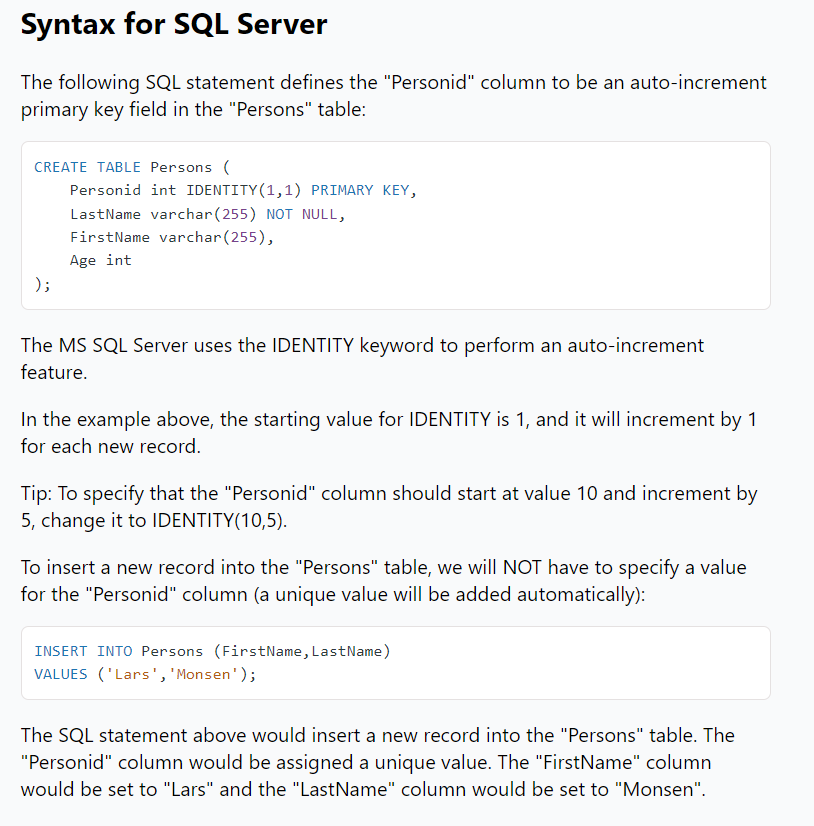 Syntax for SQL Server
The following SQL statement defines the "Personid" column to be an auto-increment
primary key field in the "Persons" table:
CREATE TABLE Persons (
    Personid int IDENTITY(1,1) PRIMARY KEY,
    LastName varchar(255) NOT NULL,
    FirstName varchar(255),
    Age int
);
The MS SQL Server uses the IDENTITY keyword to perform an auto-increment
feature.
In the example above, the starting value for IDENTITY is 1, and it will increment by 1
for each new record.
Tip: To specify that the "Personid" column should start at value 10 and increment by
5, change it to IDENTITY(10,5).
To insert a new record into the "Persons" table, we will NOT have to specify a value
for the "Personid" column (a unique value will be added automatically):
INSERT INTO Persons (FirstName,LastName)
VALUES ('Lars','Monsen');
The SQL statement above would insert a new record into the "Persons" table. The
"Personid" column would be assigned a unique value. The "FirstName" column
would be set to "Lars" and the "LastName" column would be set to "Monsen".